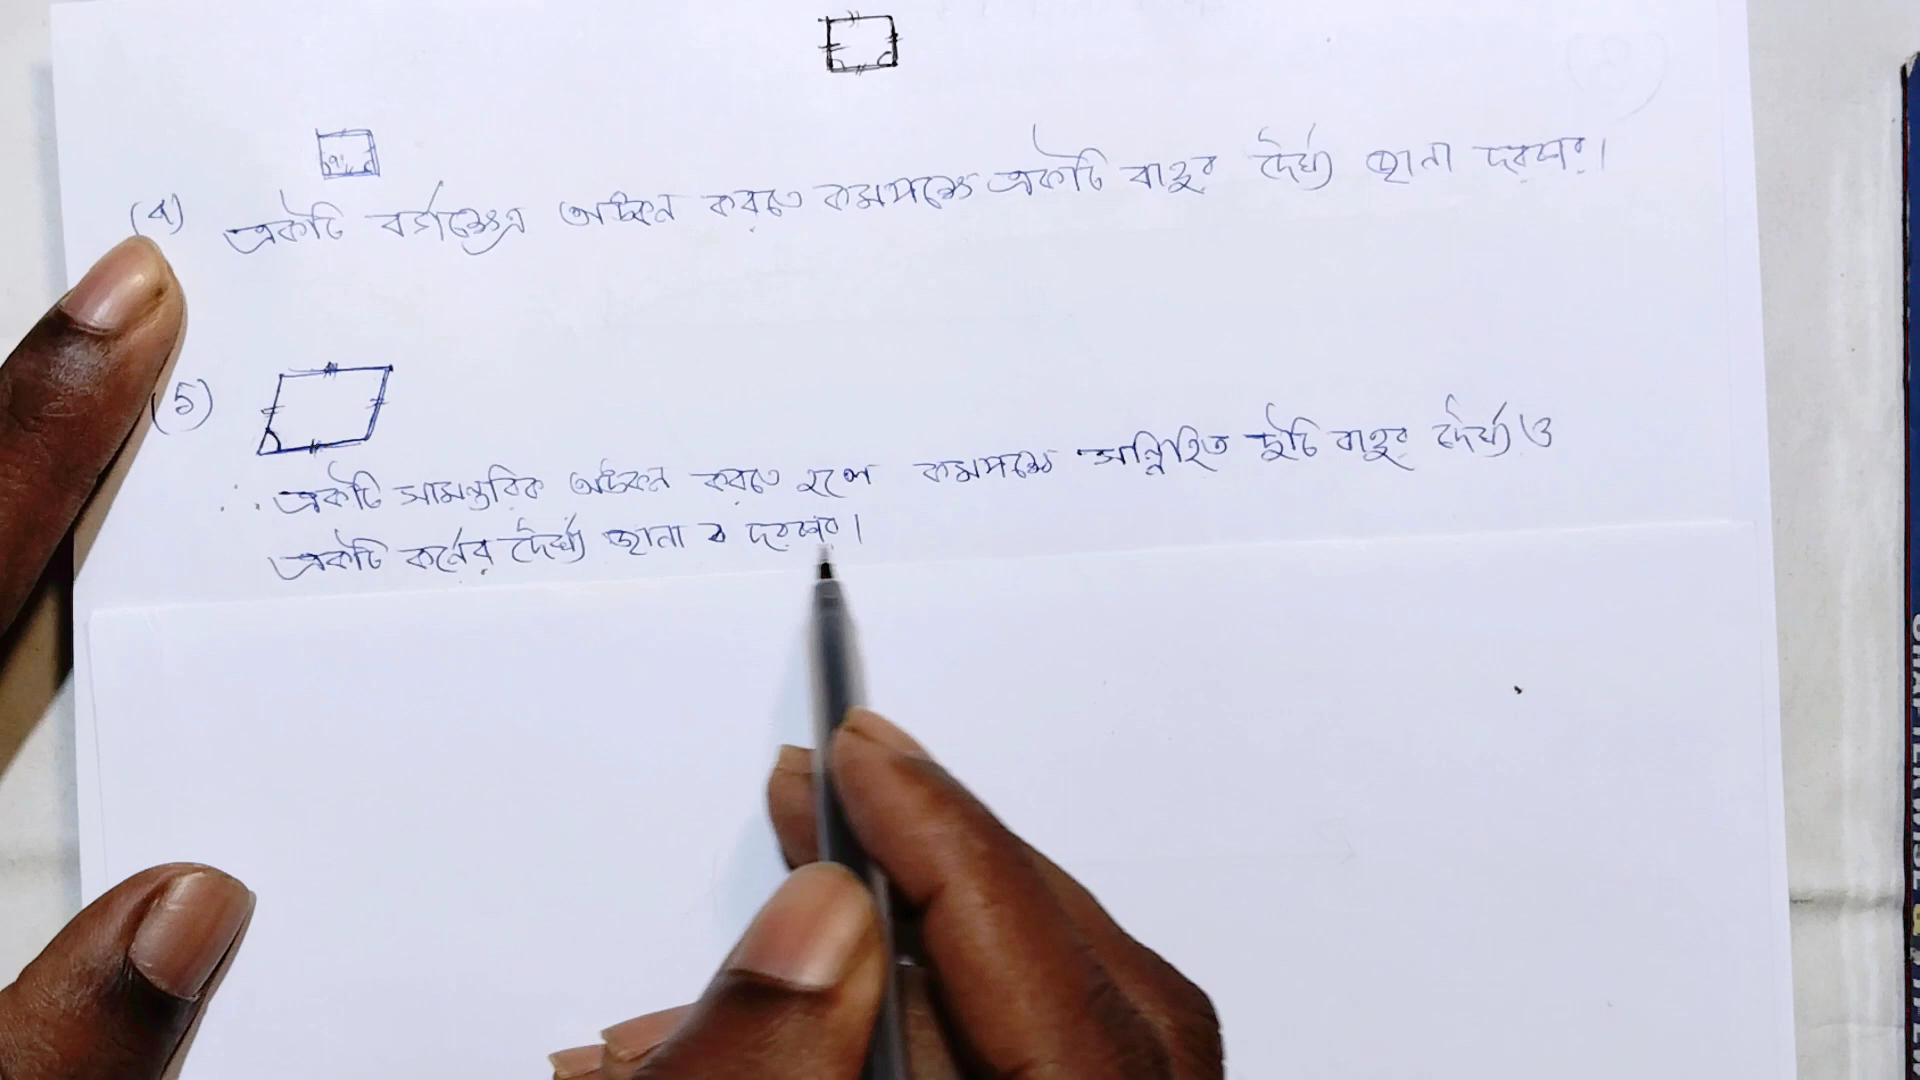 (4) একটি বর্গক্ষেত্র অঙ্কন করতে কমপক্ষে একটি বাহুর দৈর্ঘ্য জানা দরকার।
(5)
একটি সামন্তরিক অঙ্কন করতে হলে কমপক্ষে সন্নিহিত দুটি বাহুর দৈর্ঘ্য ও
একটি কর্নের দৈর্ঘ্য জানা দরকার।